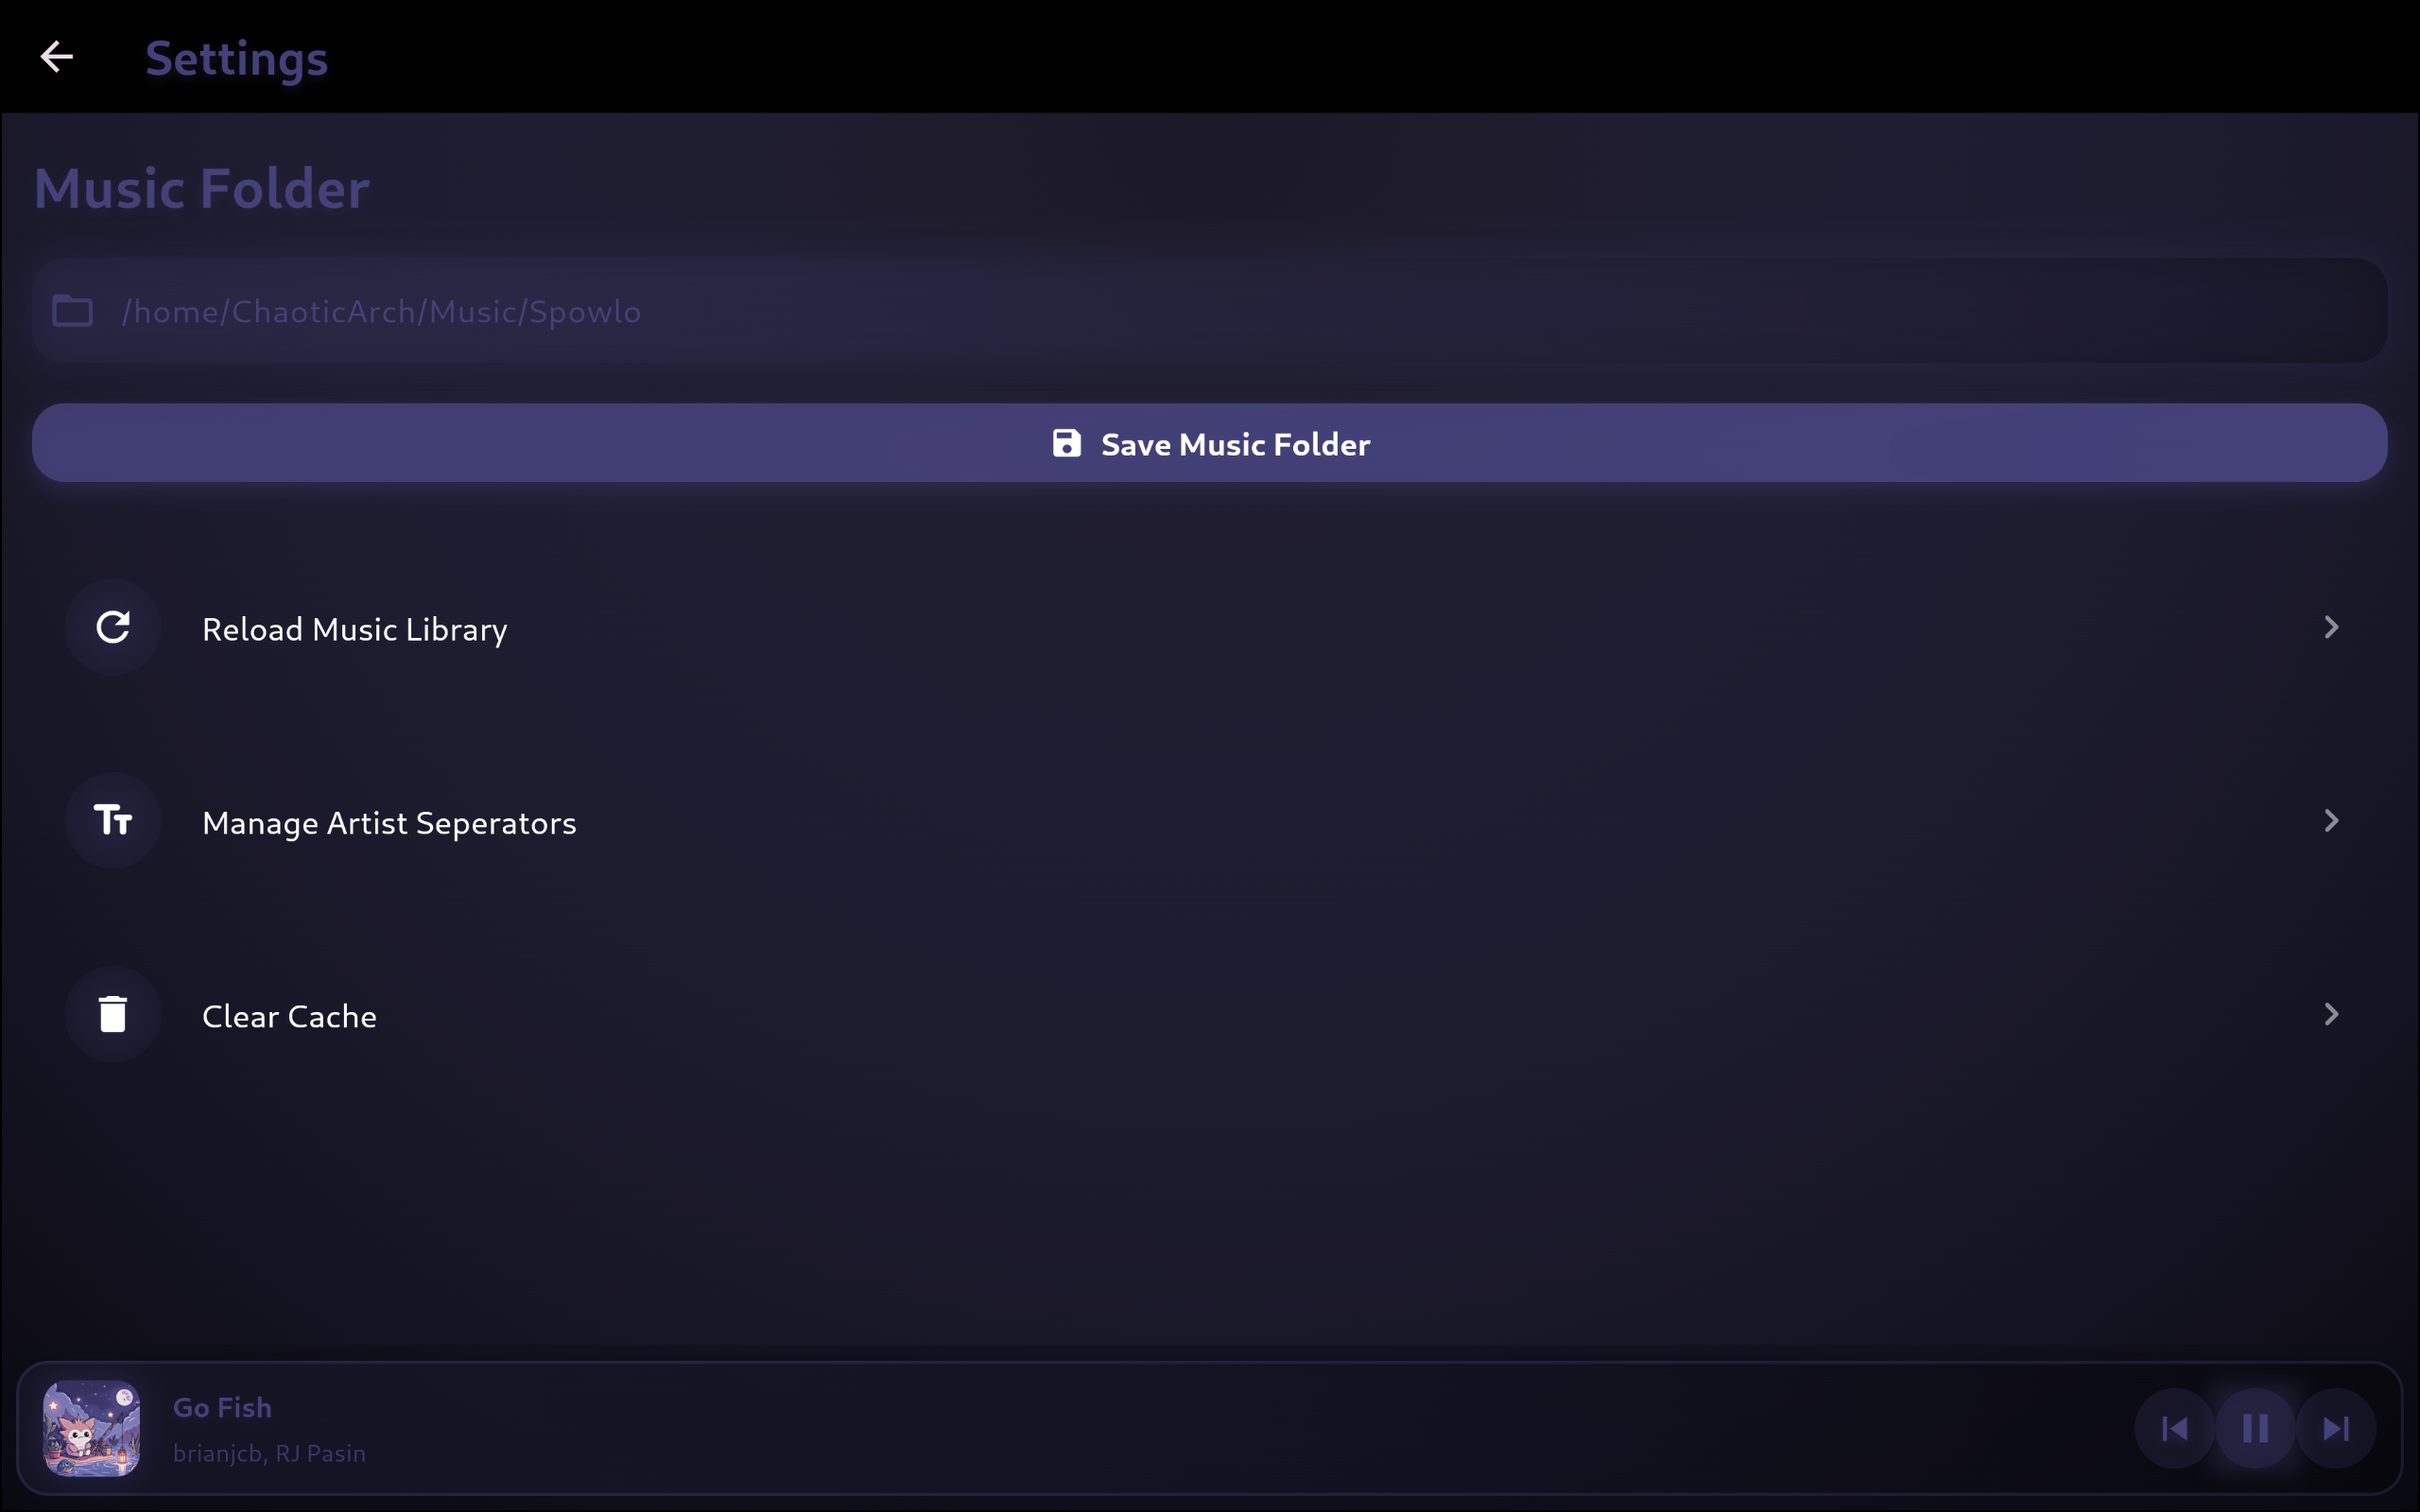 Settings
Music Folder
/home/ChaoticArch/Music/Spowlo
Save Music Folder
Reload Music Library
Manage Artist Seperators
Clear Cache
Go Fish
brianjcb, RJ Pasin